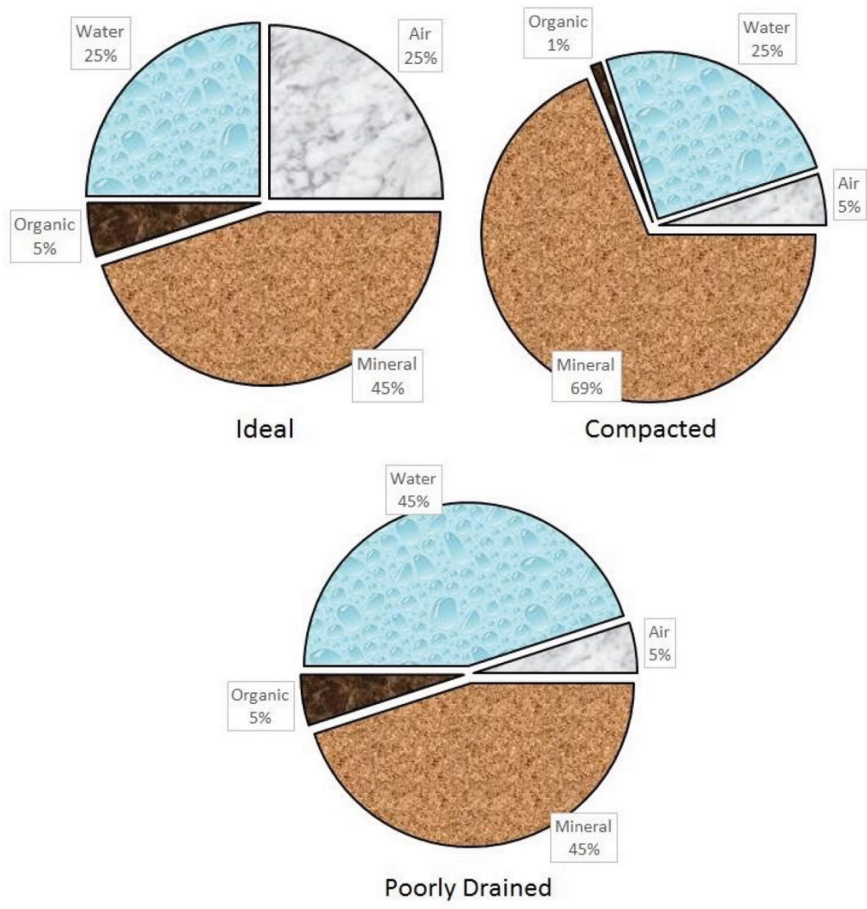 Water
25%
Air
25%
Organic
5%
Mineral
45%
Ideal
Organic
1%
Water
25%
Air
5%
Mineral
69%
Compacted
Water
45%
Air
5%
Organic
5%
Mineral
45%
Poorly Drained